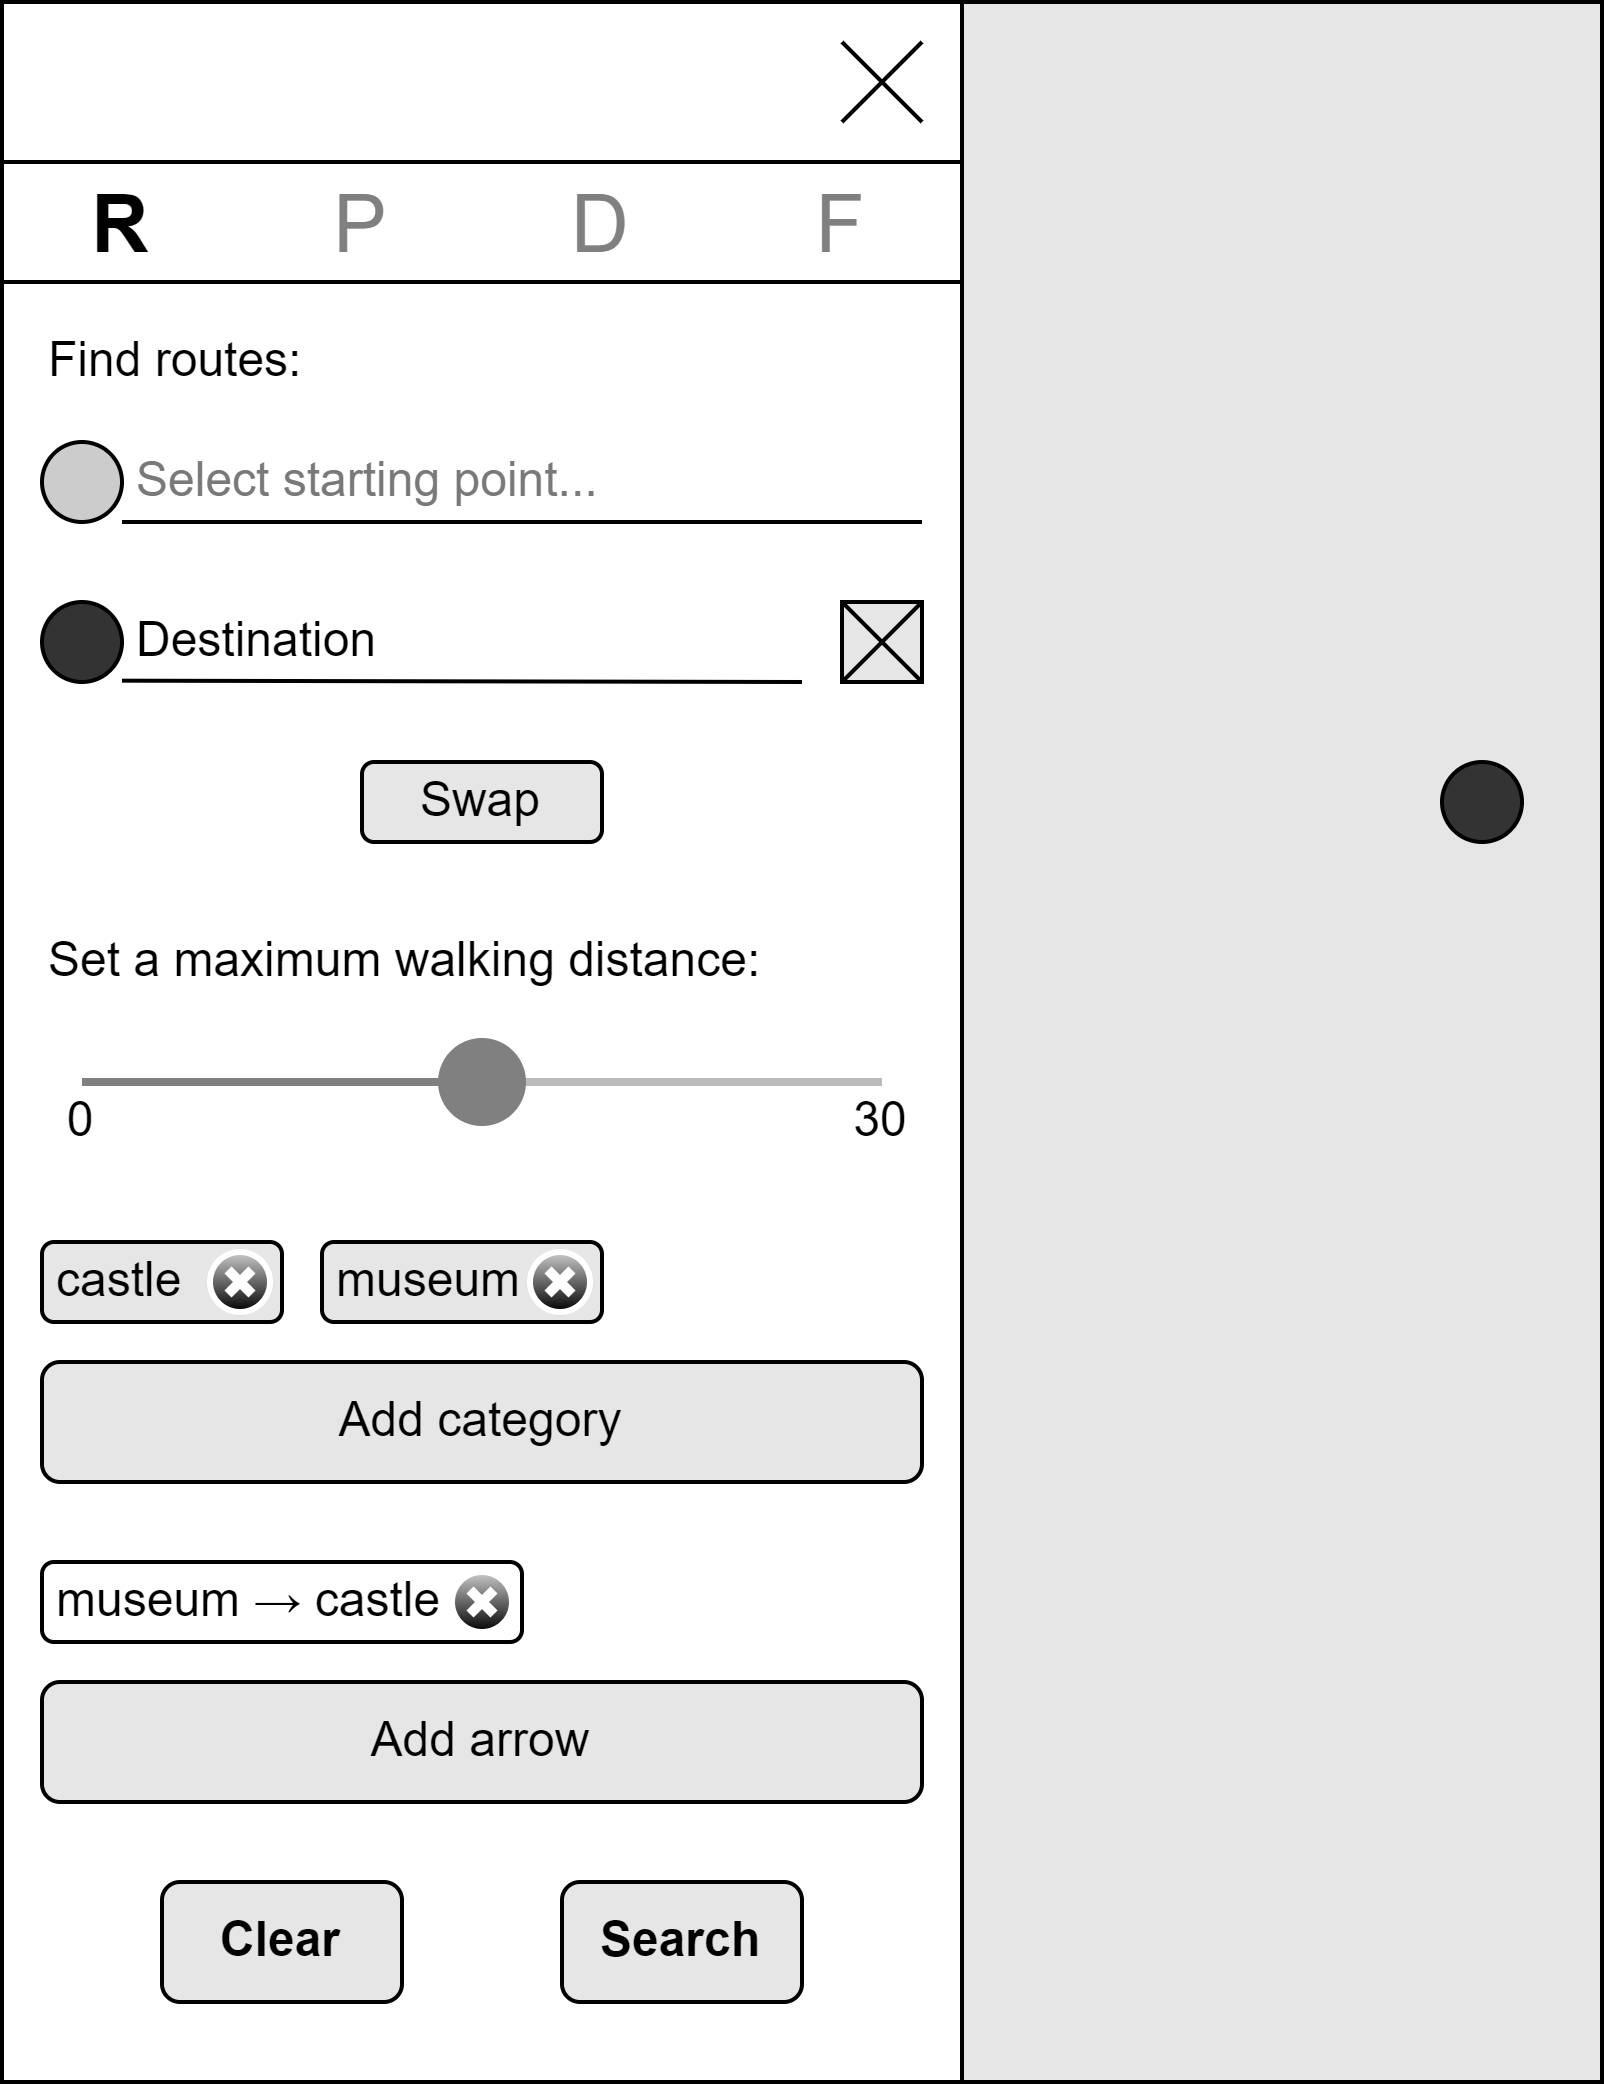 R P D F
Find routes:
Select starting point...
Destination
Swap
Set a maximum walking distance:
0 30
castle museum
Add category
museum → castle
Add arrow
Clear Search